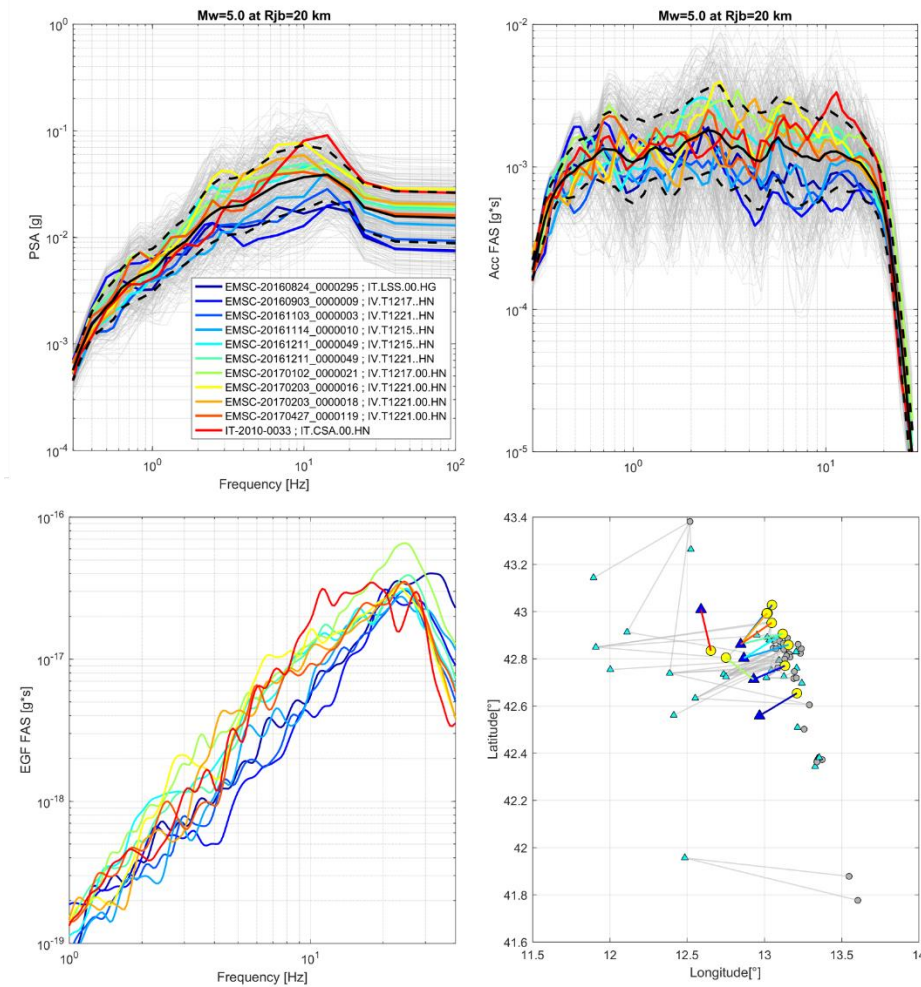 Mw=5.0 at Rjb=20 km
10^0
10^-1
10^-2
10^-3
10^-4
PSA [g]
10^0
10^1
10^2
Frequency [Hz]
EMSC-20160824_0000295 ; IT.LSS.00.HG
EMSC-20160903_0000009 ; IV.T1217..HN
EMSC-20161103_0000003 ; IV.T1221..HN
EMSC-20161114_0000010 ; IV.T1215..HN
EMSC-20161211_0000049 ; IV.T1215..HN
EMSC-20161211_0000049 ; IV.T1221..HN
EMSC-20170102_0000021 ; IV.T1217.00.HN
EMSC-20170203_0000016 ; IV.T1221.00.HN
EMSC-20170203_0000018 ; IV.T1221.00.HN
EMSC-20170427_0000119 ; IV.T1221.00.HN
IT-2010-0033 ; IT.CSA.00.HN
Mw=5.0 at Rjb=20 km
10^-2
10^-3
10^-4
10^-5
Acc FAS [g*s]
10^0
10^1
10^-16
10^-17
10^-18
10^-19
EGF FAS [g*s]
10^0
10^1
Frequency [Hz]
43.4
43.2
43
42.8
42.6
42.4
42.2
42
41.8
41.6
Latitude[°]
11.5
12
12.5
13
13.5
14
Longitude[°]